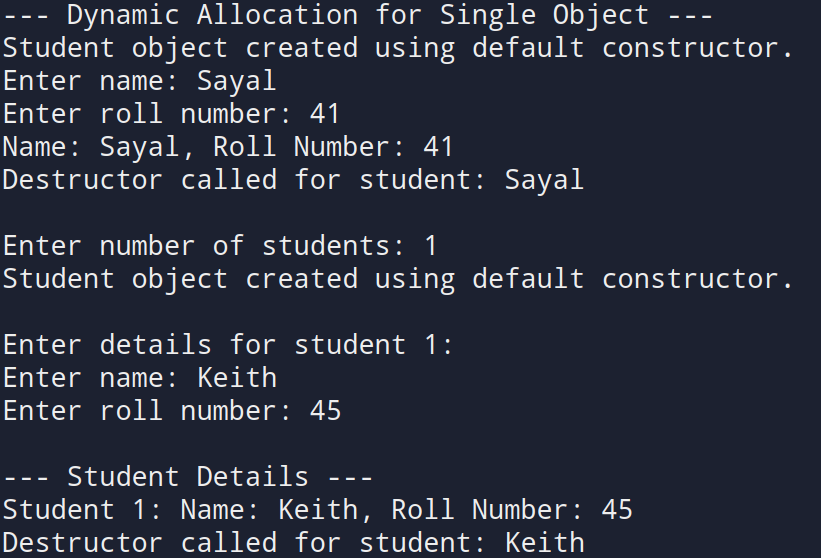 --- Dynamic Allocation for Single Object ---
Student object created using default constructor.
Enter name: Sayal
Enter roll number: 41
Name: Sayal, Roll Number: 41
Destructor called for student: Sayal
Enter number of students: 1
Student object created using default constructor.
Enter details for student 1:
Enter name: Keith
Enter roll number: 45
--- Student Details ---
Student 1: Name: Keith, Roll Number: 45
Destructor called for student: Keith